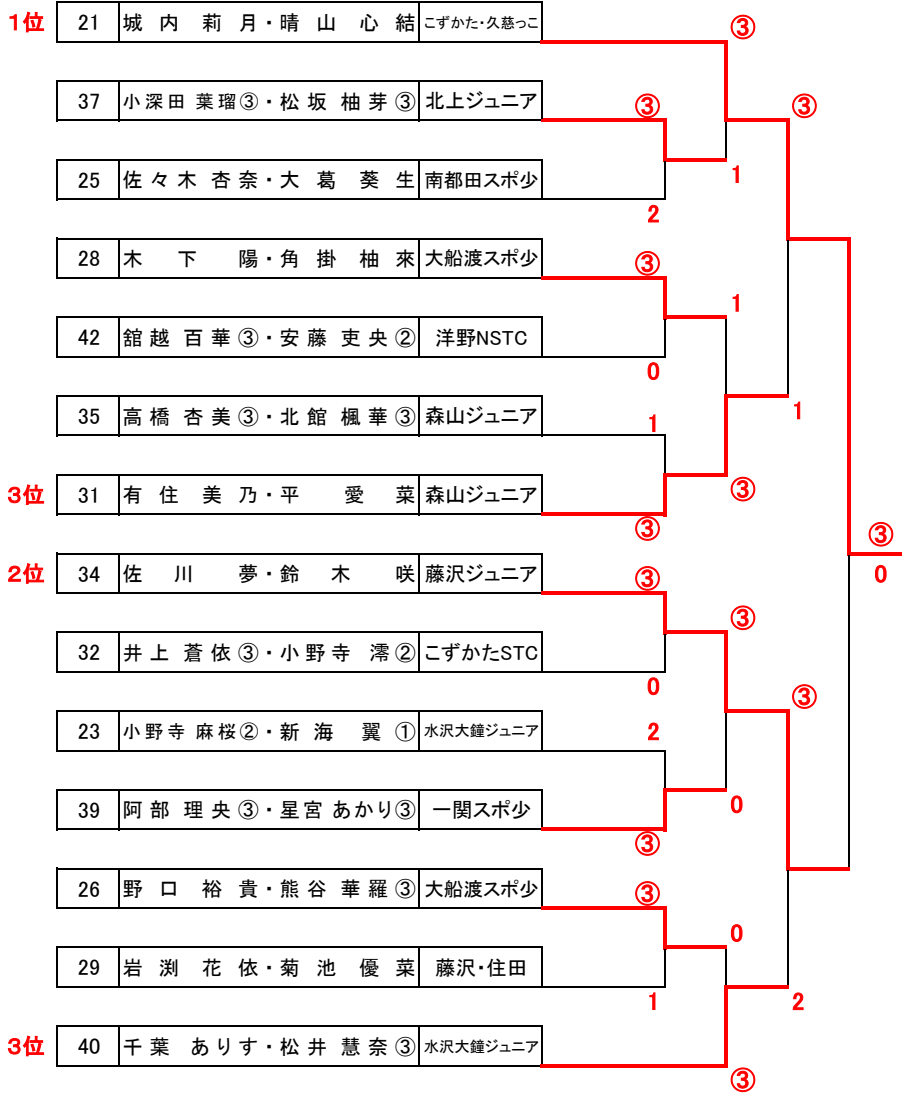 1位 21 城内 莉月・晴山 心結 こずかた・久慈っこ
③
37 小深田 葉瑠③・松坂 柚芽③ 北上ジュニア
③ ③
25 佐々木 杏奈・大葛 葵生 南都田スポ少
1
2
28 木下 陽・角掛 柚來 大船渡スポ少
③
1
42 舘越 百華③・安藤 吏央② 洋野NSTC
0
35 高橋 杏美③・北館 楓華③ 森山ジュニア
1 1
3位 31 有住 美乃・平 愛菜 森山ジュニア
③
③
③
2位 34 佐川 夢・鈴木 咲 藤沢ジュニア
③ 0
③
32 井上 蒼依③・小野寺 澪② こずかたSTC
0
③
23 小野寺 麻桜②・新海 翼① 水沢大鐘ジュニア
2
39 阿部 理央③・星宮 あかり③ 一関スポ少
0
③
26 野口 裕貴・熊谷 華羅③ 大船渡スポ少
③
0
29 岩渕 花依・菊池 優菜 藤沢・住田
1 2
3位 40 千葉 ありす・松井 慧奈③ 水沢大鐘ジュニア
③